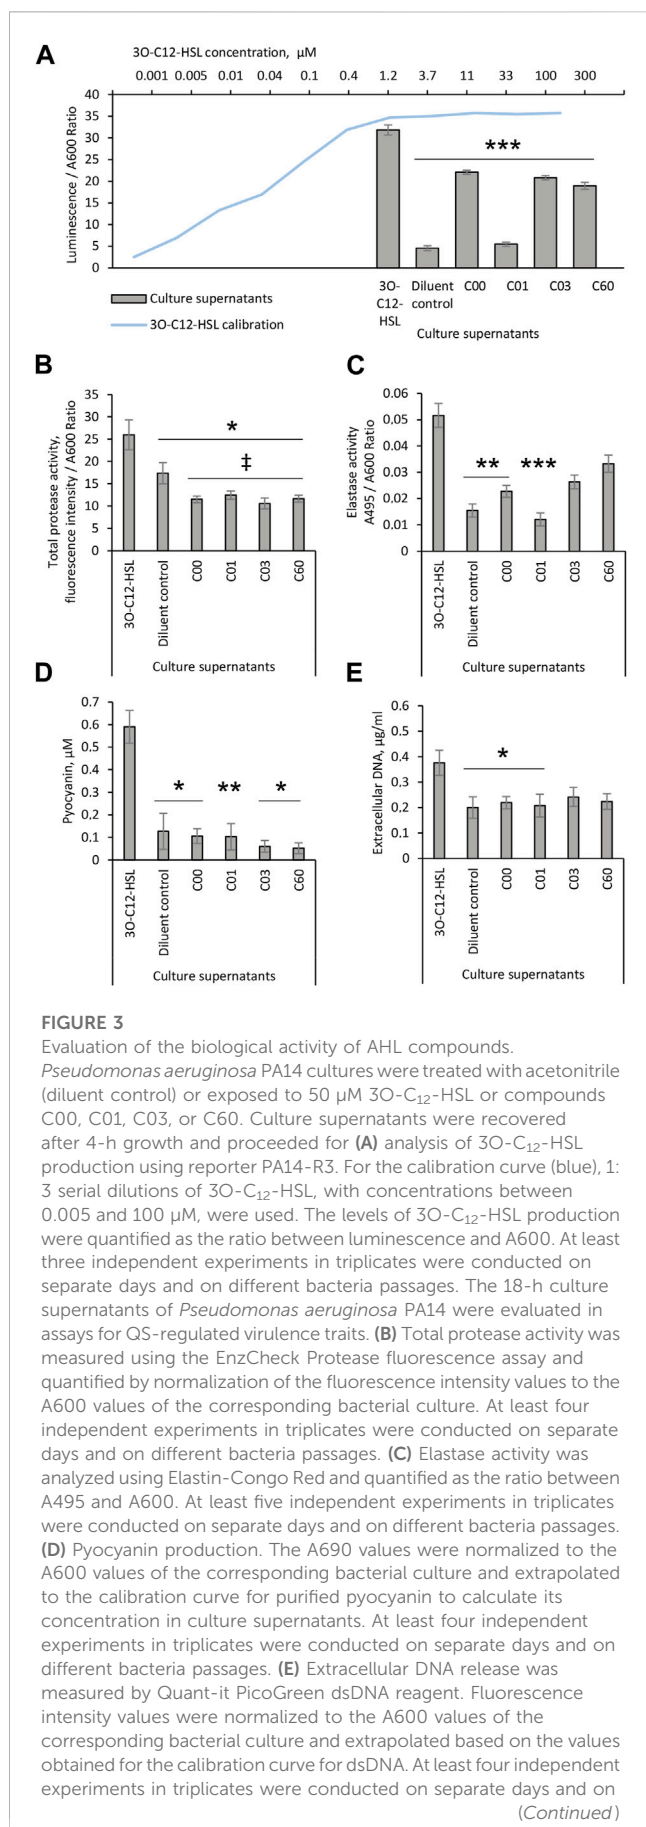 A
3O-C12-HSL concentration, µM
0.001 0.005 0.01 0.04 0.1 0.4 1.2 3.7 11 33 100 300
Luminescence / A600 Ratio
40
35
30
25
20
15
10
5
0
***
3O-C12-HSL
Diluent control
C00
C01
C03
C60
Culture supernatants
Culture supernatants
3O-C12-HSL calibration
B
Total protease activity,
fluorescence intensity / A600 Ratio
35
30
25
20
15
10
5
0
*
‡
3O-C12-HSL
Diluent control
C00
C01
C03
C60
Culture supernatants
C
Elastase activity
A495 / A600 Ratio
0.06
0.05
0.04
0.03
0.02
0.01
0
** ***
3O-C12-HSL
Diluent control
C00
C01
C03
C60
Culture supernatants
D
Pyocyanin, µM
0.7
0.6
0.5
0.4
0.3
0.2
0.1
0
* ** *
3O-C12-HSL
Diluent control
C00
C01
C03
C60
Culture supernatants
E
Extracellular DNA, µg/ml
0.6
0.5
0.4
0.3
0.2
0.1
0
*
3O-C12-HSL
Diluent control
C00
C01
C03
C60
Culture supernatants
FIGURE 3
Evaluation of the biological activity of AHL compounds.
Pseudomonas aeruginosa PA14 cultures were treated with acetonitrile
(diluent control) or exposed to 50 µM 3O-C₁₂-HSL or compounds
C00, C01, C03, or C60. Culture supernatants were recovered
after 4-h growth and proceeded for (A) analysis of 3O-C₁₂-HSL
production using reporter PA14-R3. For the calibration curve (blue), 1:
3 serial dilutions of 3O-C₁₂-HSL, with concentrations between
0.005 and 100 µM, were used. The levels of 3O-C₁₂-HSL production
were quantified as the ratio between luminescence and A600. At least
three independent experiments in triplicates were conducted on
separate days and on different bacteria passages. The 18-h culture
supernatants of Pseudomonas aeruginosa PA14 were evaluated in
assays for QS-regulated virulence traits. (B) Total protease activity was
measured using the EnzCheck Protease fluorescence assay and
quantified by normalization of the fluorescence intensity values to the
A600 values of the corresponding bacterial culture. At least four
independent experiments in triplicates were conducted on separate
days and on different bacteria passages. (C) Elastase activity was
analyzed using Elastin-Congo Red and quantified as the ratio between
A495 and A600. At least five independent experiments in triplicates
were conducted on separate days and on different bacteria passages.
(D) Pyocyanin production. The A690 values were normalized to the
A600 values of the corresponding bacterial culture and extrapolated
to the calibration curve for purified pyocyanin to calculate its
concentration in culture supernatants. At least four independent
experiments in triplicates were conducted on separate days and on
different bacteria passages. (E) Extracellular DNA release was
measured by Quant-it PicoGreen dsDNA reagent. Fluorescence
intensity values were normalized to the A600 values of the
corresponding bacterial culture and extrapolated based on the values
obtained for the calibration curve for dsDNA. At least four independent
experiments in triplicates were conducted on separate days and on
(Continued)